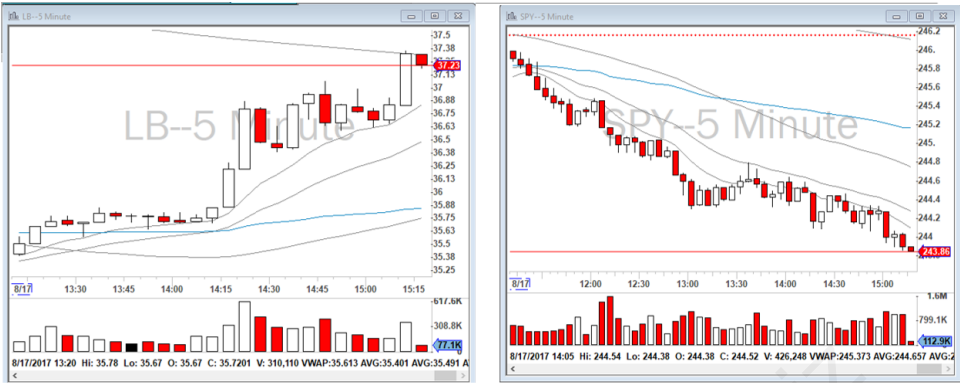 LB--5 Minute
37.5
37.38
37.23
37.13
37
36.88
36.75
36.63
36.5
36.38
36.25
36.13
36
35.88
35.75
35.63
35.5
35.38
35.25
LB--5 Minute
8/17 13:30 13:45 14:00 14:15 14:30 14:45 15:00 15:15
617.6K
308.8K
77.1K
8/17/2017 13:20 Hi: 35.78 Lo: 35.67 O: 35.67 C: 35.7201 V: 310,110 VWAP:35.613 AVG:35.401 AVG:35.491 A
SPY--5 Minute
246.2
246.
245.8
245.6
245.4
245.2
245.
244.8
244.6
244.4
244.2
244
243.86
SPY--5 Minute
8/17 12:00 12:30 13:00 13:30 14:00 14:30 15:00
1.6M
799.1K
112.9K
8/17/2017 14:05 Hi: 244.54 Lo: 244.38 O: 244.38 C: 244.52 V: 426,248 VWAP:245.373 AVG:244.657 AVG:24